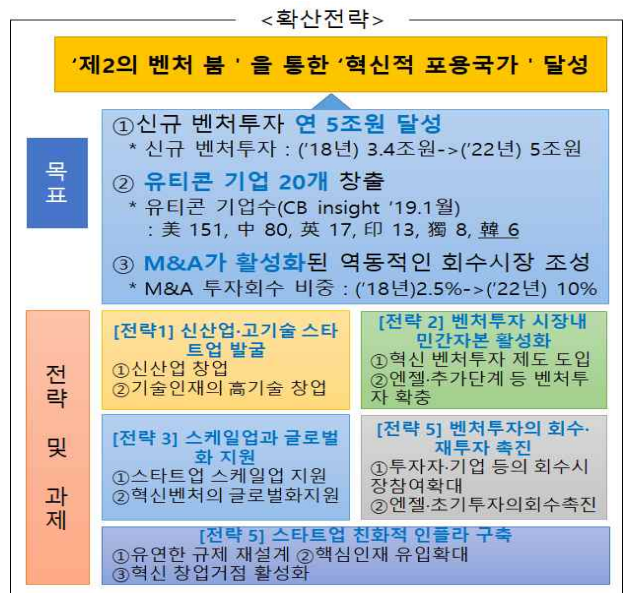 <확산전략>
'제2의 벤처 붐＇을 통한 '혁신적 포용국가＇달성
목표
①신규 벤처투자 연 5조원 달성
* 신규 벤처투자 : ('18년) 3.4조원->('22년) 5조원
② 유티콘 기업 20개 창출
* 유티콘 기업수(CB insight '19.1월)
: 美 151, 中 80, 英 17, 印 13, 獨 8, 韓 6
③ M&A가 활성화된 역동적인 회수시장 조성
* M&A 투자회수 비중 : ('18년)2.5%->('22년) 10%
전략 및 과제
[전략1] 신산업·고기술 스타
트업 발굴
①신산업 창업
②기술인재의 高기술 창업
[전략 2] 벤처투자 시장내
민간자본 활성화
①혁신 벤처투자 제도 도입
②엔젤·추가단계 등 벤처투
자 확충
[전략 3] 스케일업과 글로벌
화 지원
①스타트업 스케일업 지원
②혁신벤처의 글로벌화지원
[전략 5] 벤처투자의 회수·
재투자 촉진
①투자자·기업 등의 회수시
장참여확대
②엔젤·초기투자의회수촉진
[전략 5] 스타트업 친화적 인플라 구축
①유연한 규제 재설계 ②핵심인재 유입확대
③혁신 창업거점 활성화